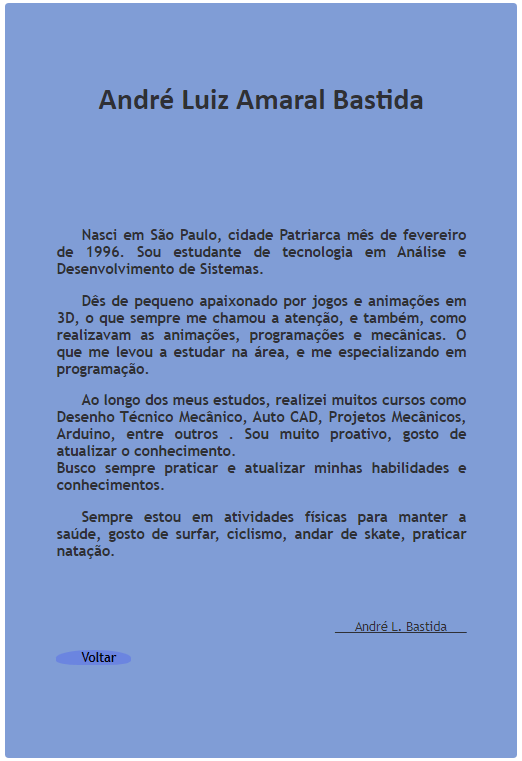 André Luiz Amaral Bastida
Nasci em São Paulo, cidade Patriarca mês de fevereiro
de 1996. Sou estudante de tecnologia em Análise e
Desenvolvimento de Sistemas.
Dês de pequeno apaixonado por jogos e animações em
3D, o que sempre me chamou a atenção, e também, como
realizavam as animações, programações e mecânicas. O
que me levou a estudar na área, e me especializando em
programação.
Ao longo dos meus estudos, realizei muitos cursos como
Desenho Técnico Mecânico, Auto CAD, Projetos Mecânicos,
Arduino, entre outros . Sou muito proativo, gosto de
atualizar o conhecimento.
Busco sempre praticar e atualizar minhas habilidades e
conhecimentos.
Sempre estou em atividades físicas para manter a
saúde, gosto de surfar, ciclismo, andar de skate, praticar
natação.
André L. Bastida
Voltar